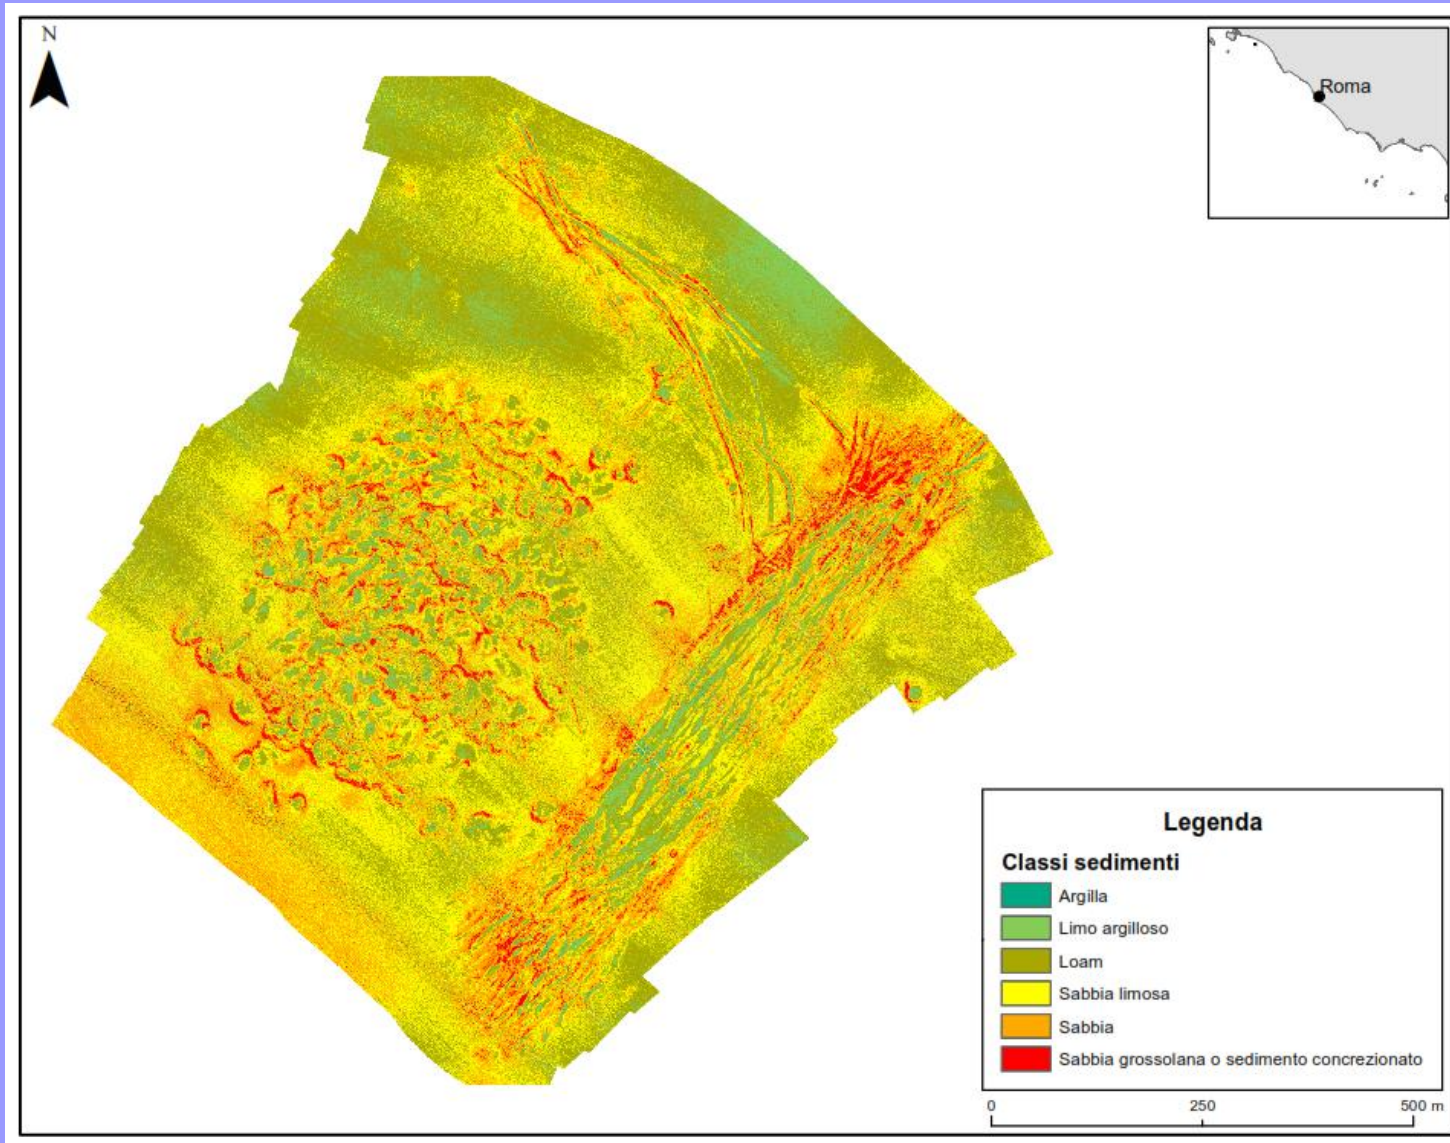 N
Roma
Legenda
Classi sedimenti
Argilla
Limo argilloso
Loam
Sabbia limosa
Sabbia
Sabbia grossolana o sedimento concrezionato
0 250 500 m